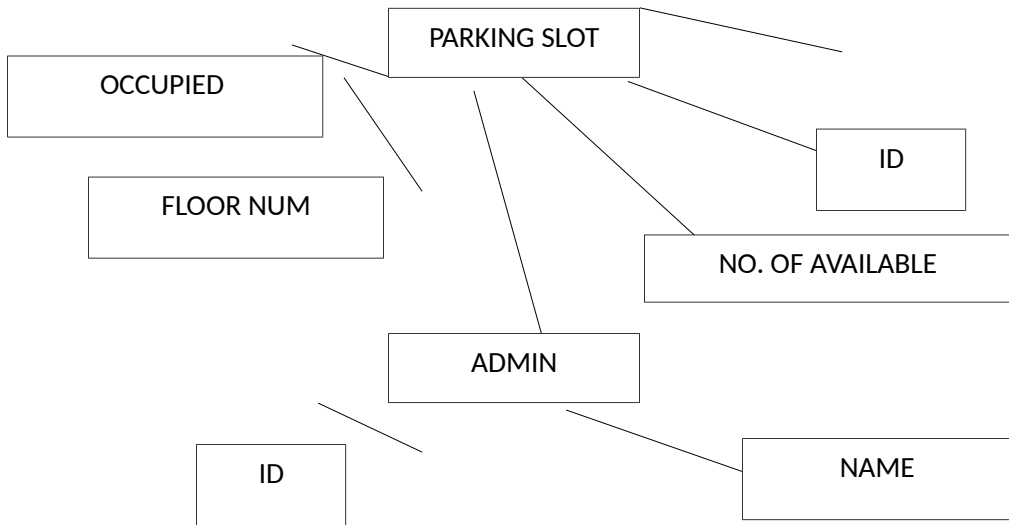 PARKING SLOT
OCCUPIED
ID
FLOOR NUM
NO. OF AVAILABLE
ADMIN
ID
NAME